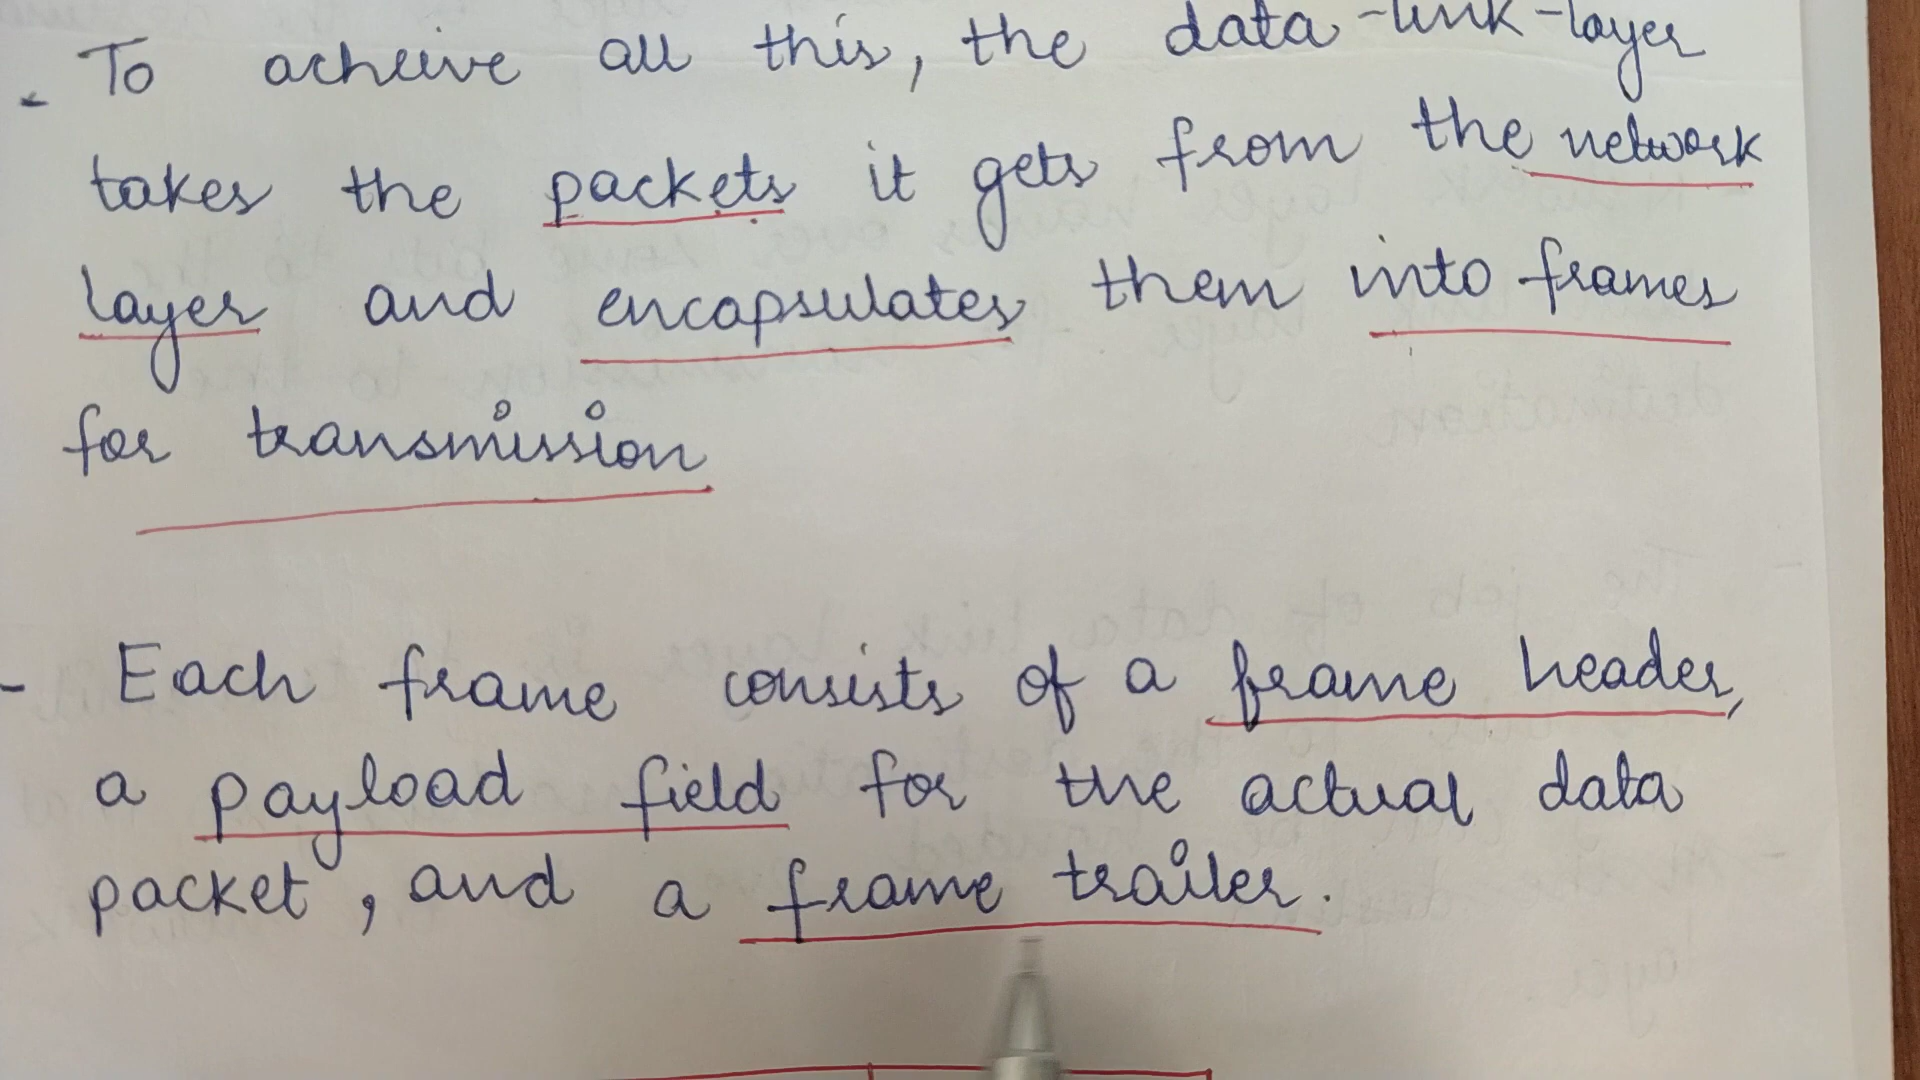 - To acheive all this, the data-link-layer
takes the packets it gets from the network
layer and encapsulates them into frames
for transmission
- Each frame consists of a frame header,
a payload field for the actual data
packet, and a frame trailer.